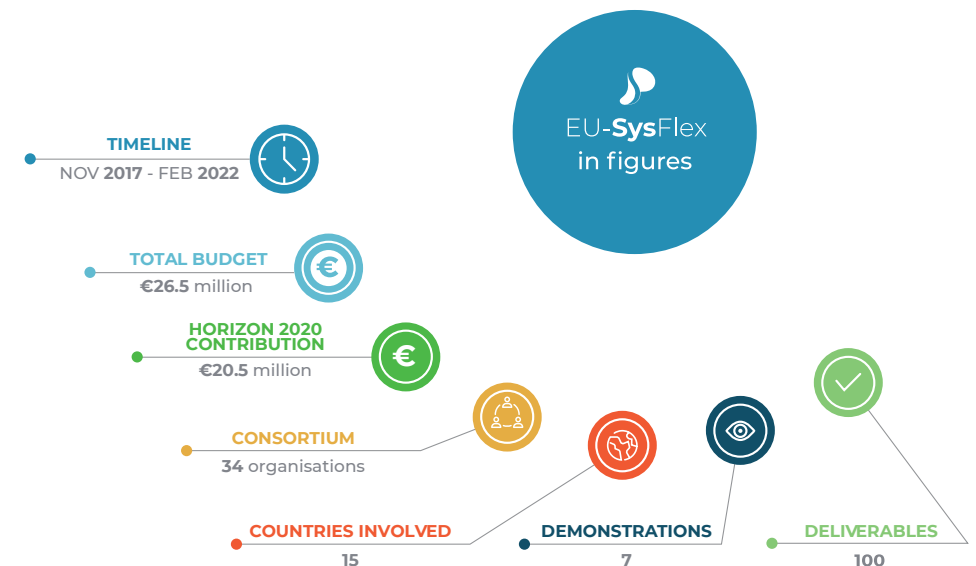 EU-SysFlex
in figures
TIMELINE
NOV 2017 - FEB 2022
TOTAL BUDGET
€
€26.5 million
HORIZON 2020
CONTRIBUTION
€
€20.5 million
CONSORTIUM
34 organisations
COUNTRIES INVOLVED
15
DEMONSTRATIONS
7
DELIVERABLES
100